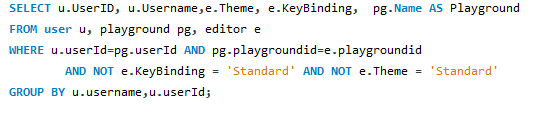 SELECT u.UserID, u.Username,e.Theme, e.KeyBinding,  pg.Name AS Playground
FROM user u, playground pg, editor e
WHERE u.userId=pg.userId AND pg.playgroundid=e.playgroundid
        AND NOT e.KeyBinding = 'Standard' AND NOT e.Theme = 'Standard'
GROUP BY u.username,u.userId;